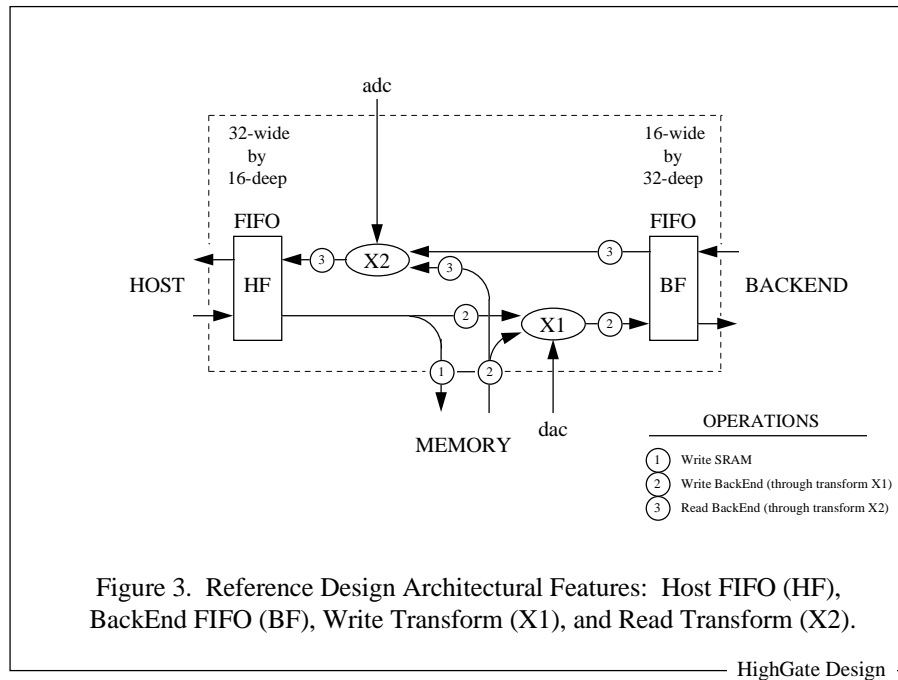 adc
32-wide
by
16-deep
16-wide
by
32-deep
FIFO
FIFO
X2
3
3
3
HOST
HF
BF
BACKEND
2
X1
2
1
2
MEMORY
dac
OPERATIONS
1 Write SRAM
2 Write BackEnd (through transform X1)
3 Read BackEnd (through transform X2)
Figure 3. Reference Design Architectural Features: Host FIFO (HF),
BackEnd FIFO (BF), Write Transform (X1), and Read Transform (X2).
HighGate Design